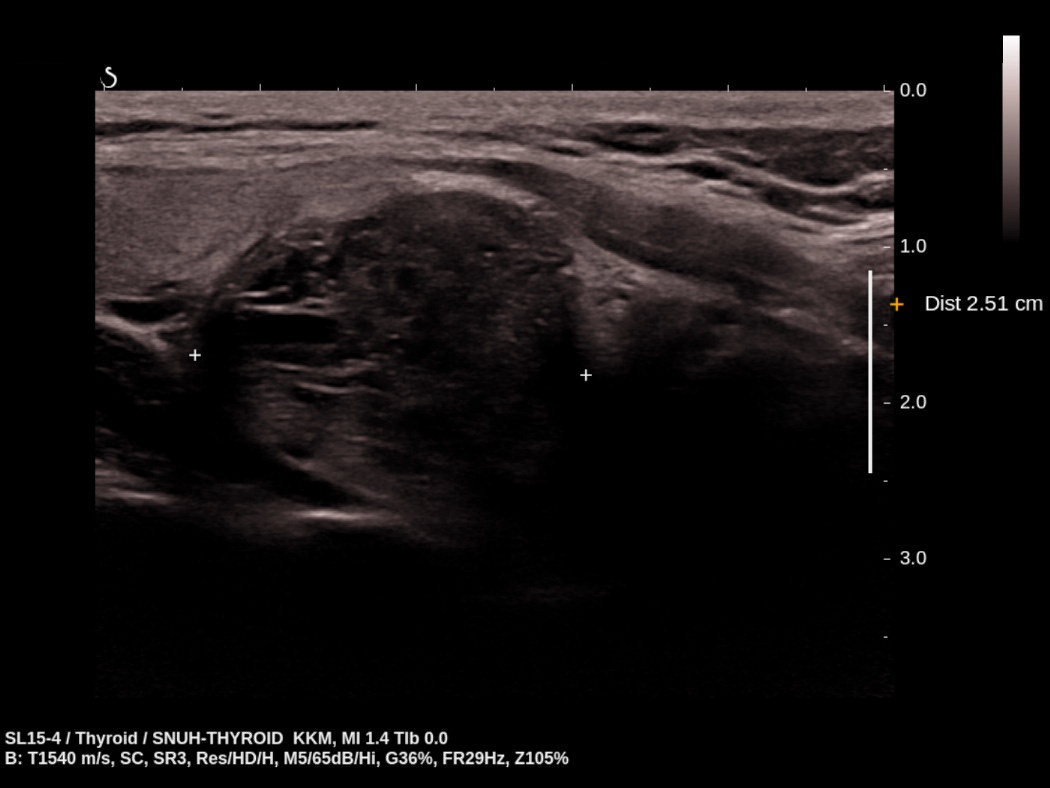 S
0.0
1.0
Dist 2.51 cm
2.0
3.0
SL15-4 / Thyroid / SNUH-THYROID KKM, MI 1.4 TIb 0.0
B: T1540 m/s, SC, SR3, Res/HD/H, M5/65dB/Hi, G36%, FR29Hz, Z105%